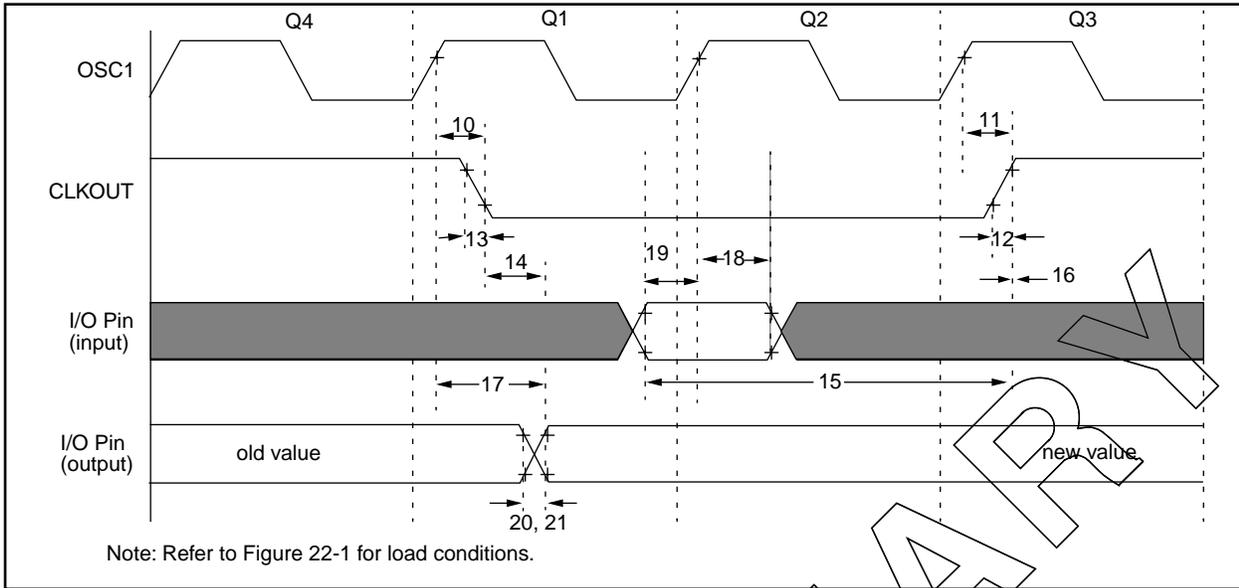 Q4 Q1 Q2 Q3
OSC1
10
11
CLKOUT
13
12
14
19
18
16
I/O Pin
(input)
17
15
I/O Pin
(output)
old value
new value
20, 21
Note: Refer to Figure 22-1 for load conditions.
A R Y